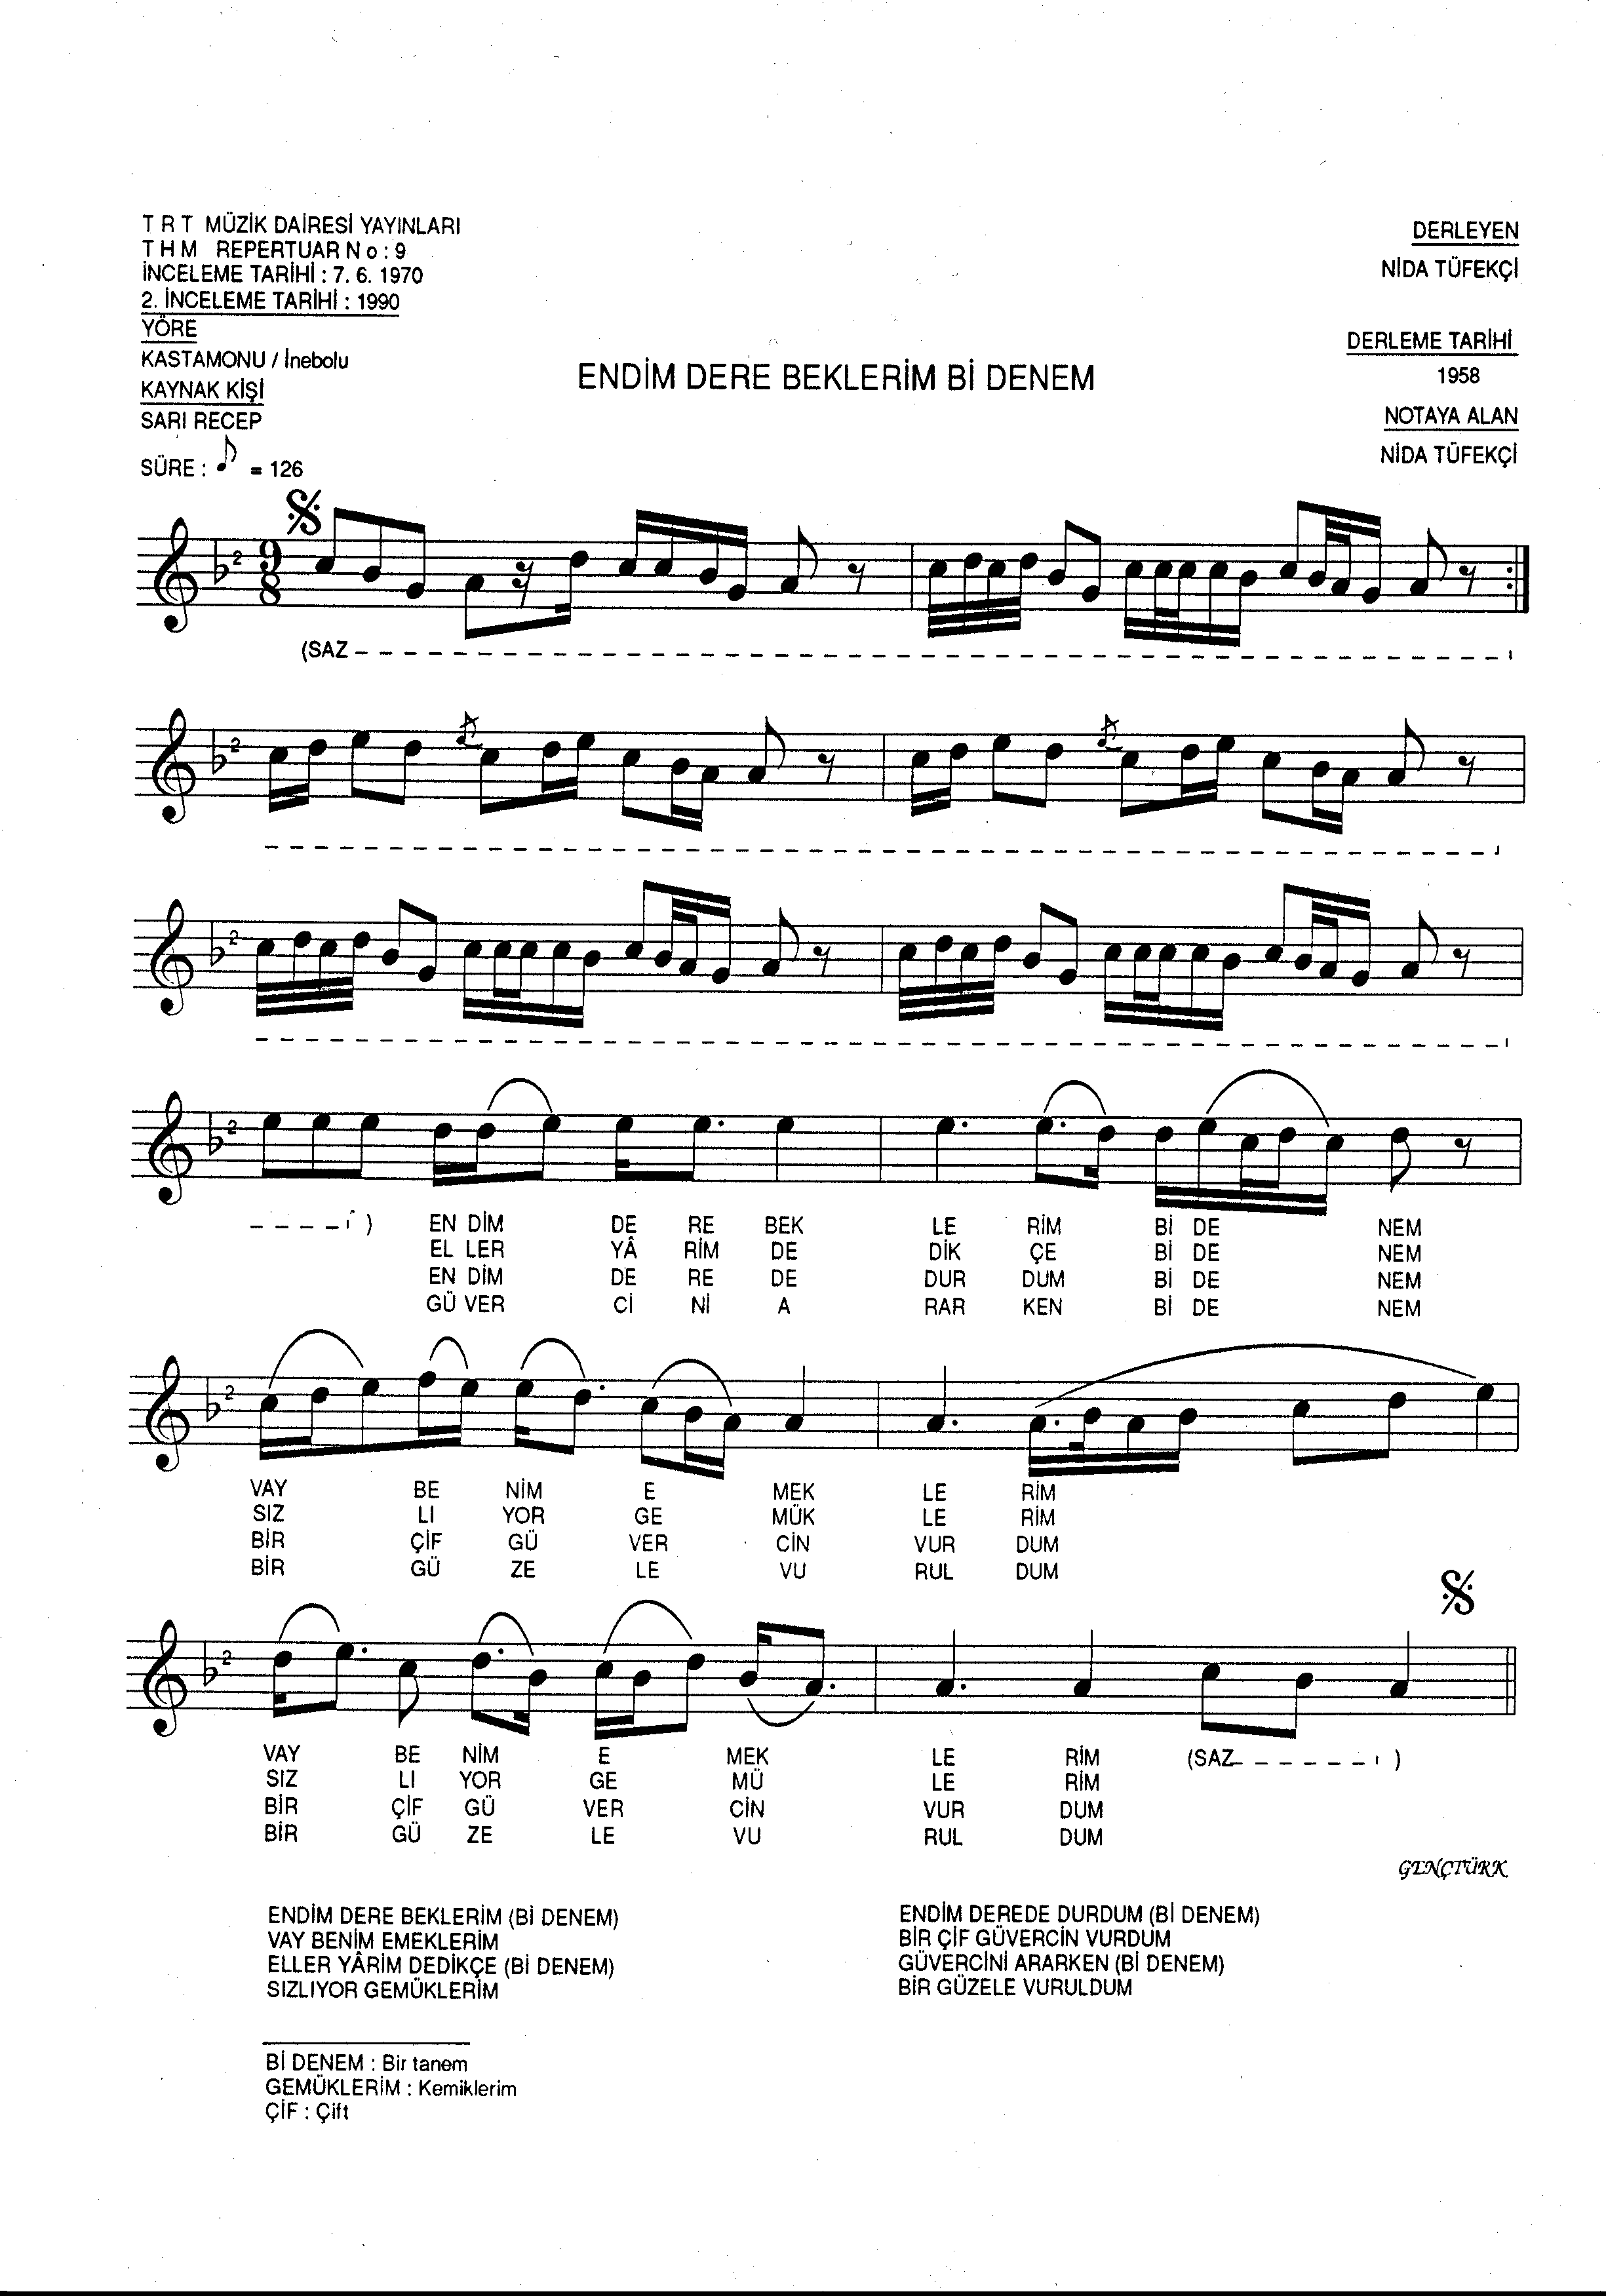 T R T MÜZİK DAİRESİ YAYINLARI
T H M REPERTUAR N o : 9
İNCELEME TARİHİ : 7. 6. 1970
2. İNCELEME TARİHİ : 1990
YÖRE
KASTAMONU / İnebolu
KAYNAK KİŞİ
SARI RECEP
SÜRE : ♪ = 126
DERLEYEN
NİDA TÜFEKÇİ
DERLEME TARİHİ
1958
NOTAYA ALAN
NİDA TÜFEKÇİ
ENDİM DERE BEKLERİM Bİ DENEM
2 9 8
(SAZ
2
2
2
) EN DİM DE RE BEK LE RİM Bİ DE NEM
EL LER YÂ RİM DE DİK ÇE Bİ DE NEM
EN DİM DE RE DE DUR DUM Bİ DE NEM
GÜ VER Cİ Nİ A RAR KEN Bİ DE NEM
2
VAY BE NİM E MEK LE RİM
SIZ LI YOR GE MÜK LE RİM
BİR ÇİF GÜ VER CİN VUR DUM
BİR GÜ ZE LE VU RUL DUM
2
VAY BE NİM E MEK LE RİM (SAZ )
SIZ LI YOR GE MÜ LE RİM
BİR ÇİF GÜ VER CİN VUR DUM
BİR GÜ ZE LE VU RUL DUM
GENÇTÜRK
ENDİM DERE BEKLERİM (Bİ DENEM)
VAY BENİM EMEKLERİM
ELLER YÂRİM DEDİKÇE (Bİ DENEM)
SIZLIYOR GEMÜKLERİM
ENDİM DEREDE DURDUM (Bİ DENEM)
BİR ÇİF GÜVERCİN VURDUM
GÜVERCİNİ ARARKEN (Bİ DENEM)
BİR GÜZELE VURULDUM
Bİ DENEM : Bir tanem
GEMÜKLERİM : Kemiklerim
ÇİF : Çift